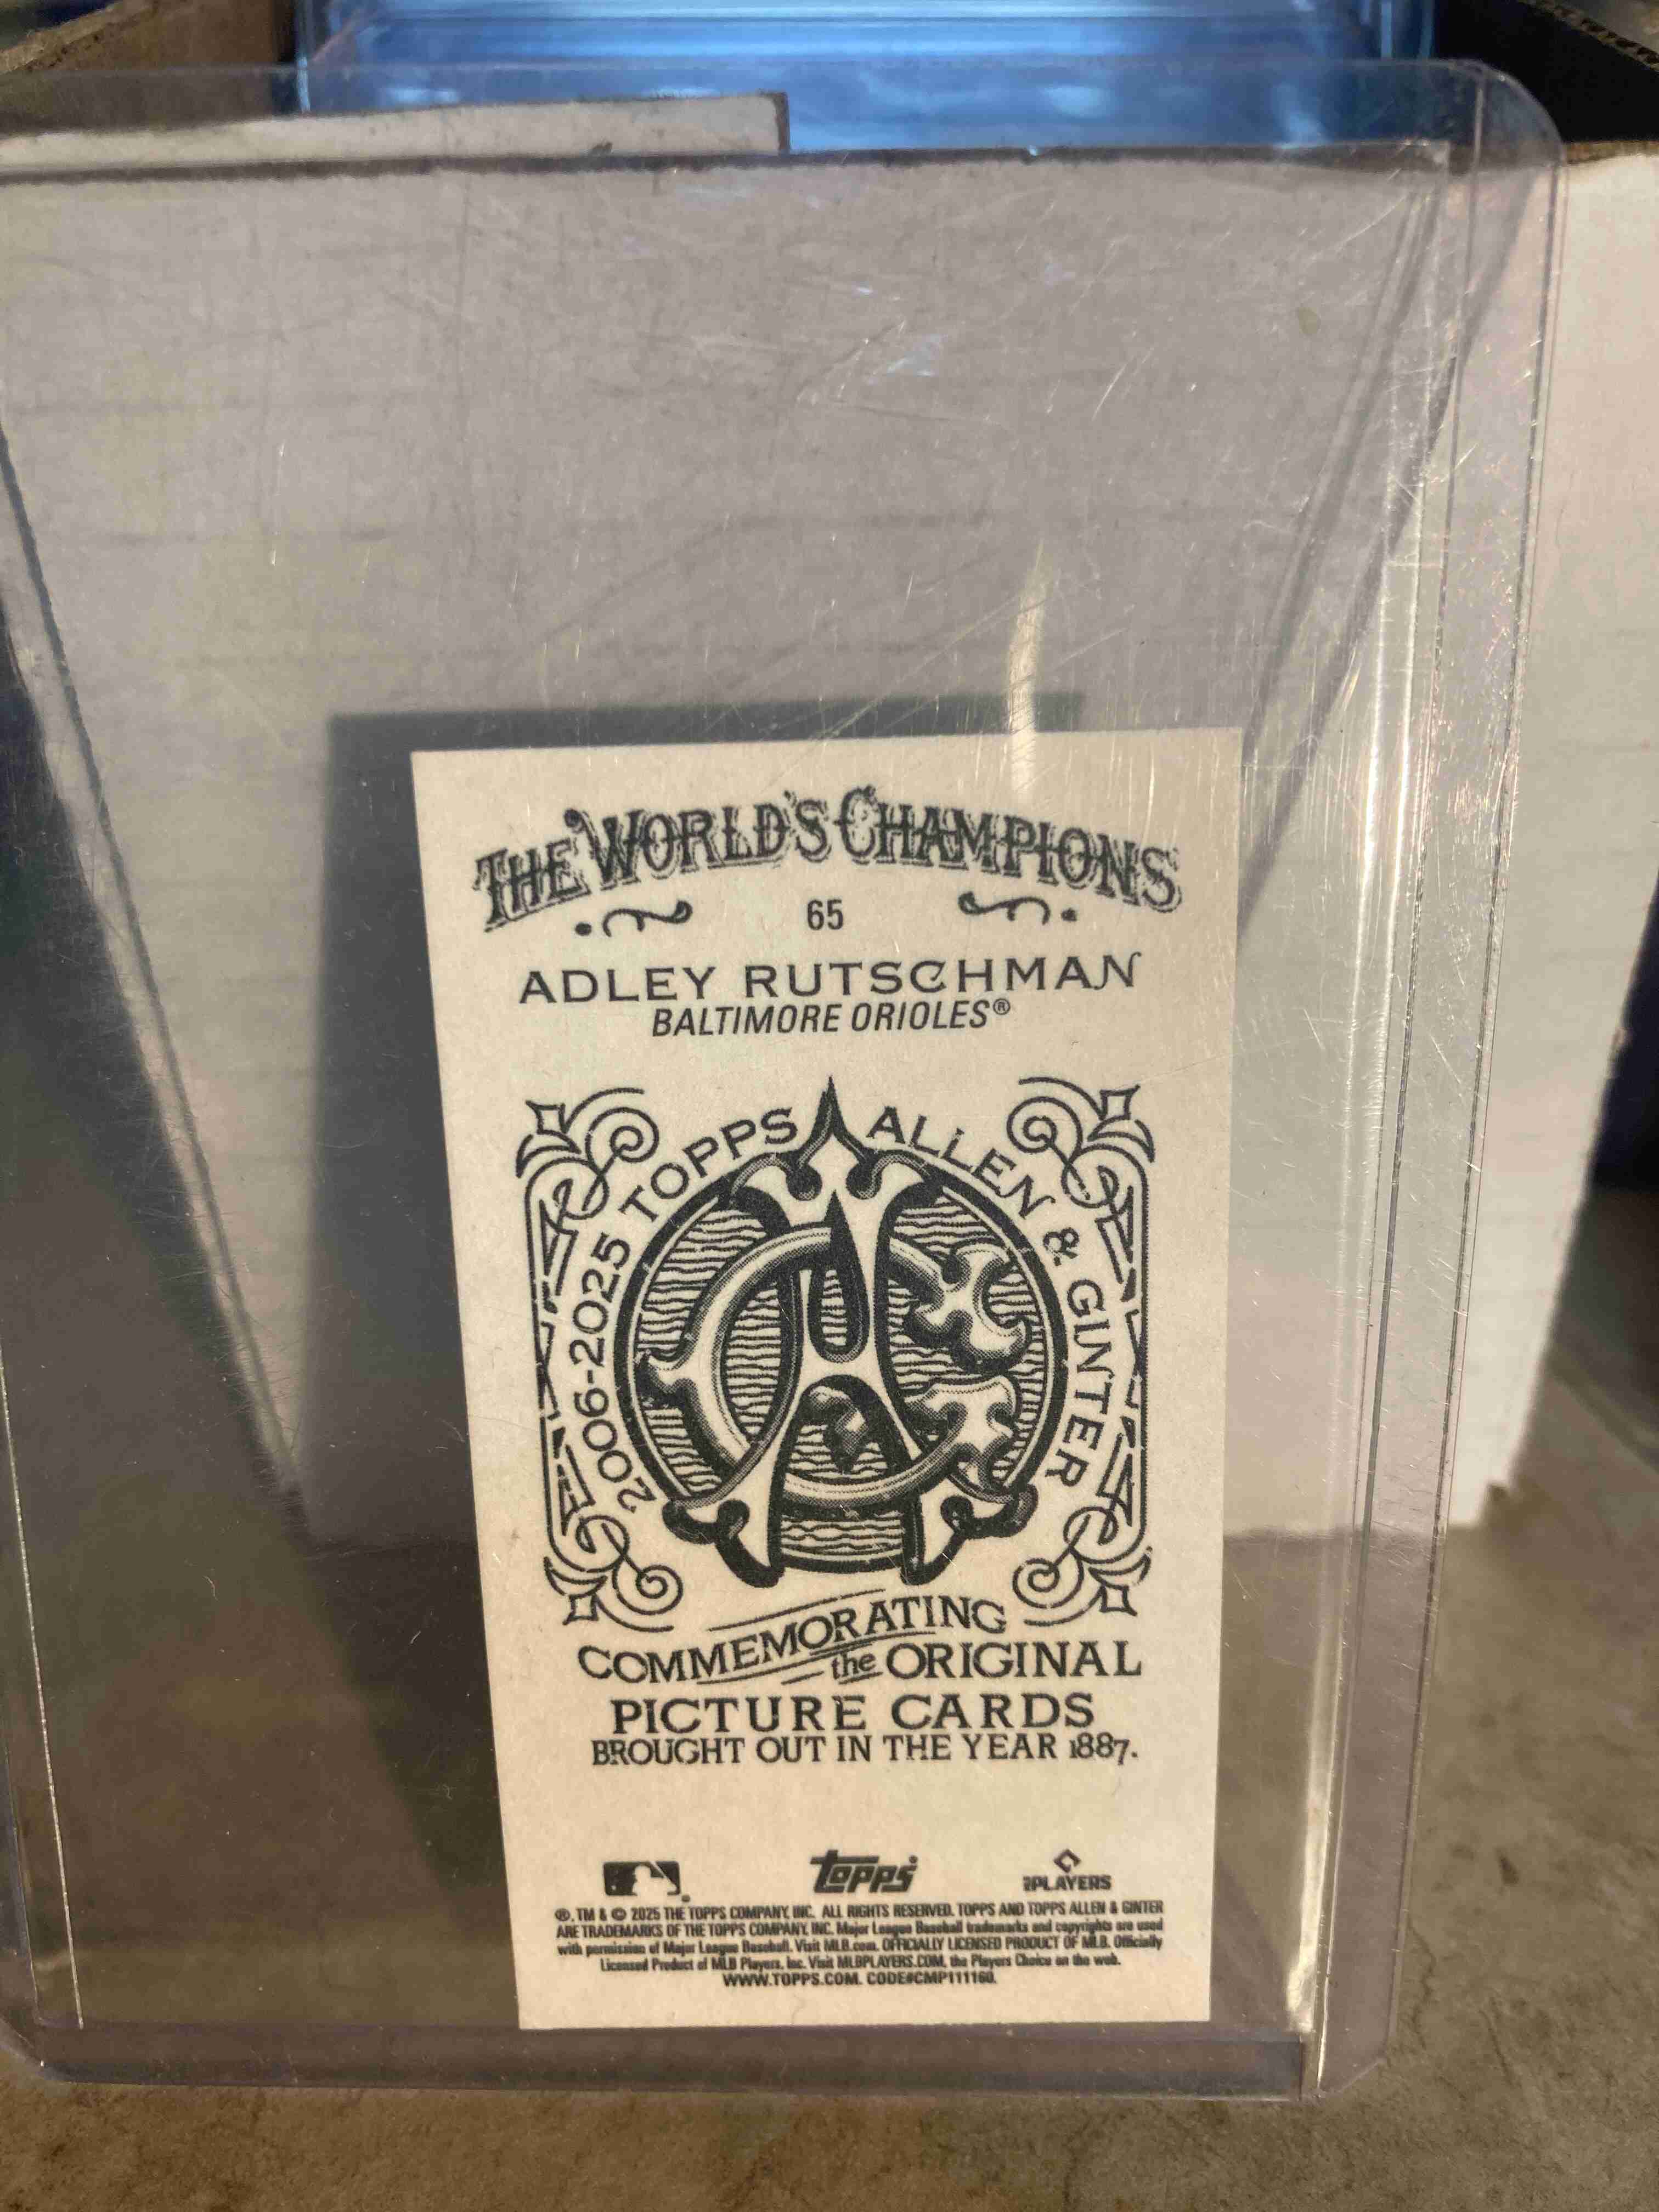 THE WORLD'S CHAMPIONS
65
ADLEY RUTSCHMAN
BALTIMORE ORIOLES®
2006-2025 TOPPS ALLEN & GINTER
COMMEMORATING
the ORIGINAL
PICTURE CARDS
BROUGHT OUT IN THE YEAR 1887.
topps
PLAYERS
®, TM & © 2025 THE TOPPS COMPANY, INC. ALL RIGHTS RESERVED. TOPPS AND TOPPS ALLEN & GINTER
ARE TRADEMARKS OF THE TOPPS COMPANY, INC. Major League Baseball trademarks and copyrights are used
with permission of Major League Baseball. Visit MLB.com. OFFICIALLY LICENSED PRODUCT OF MLB. Officially
Licensed Product of MLB Players, Inc. Visit MLBPLAYERS.COM, the Players Choice on the web.
WWW.TOPPS.COM. CODE#CMP111160.